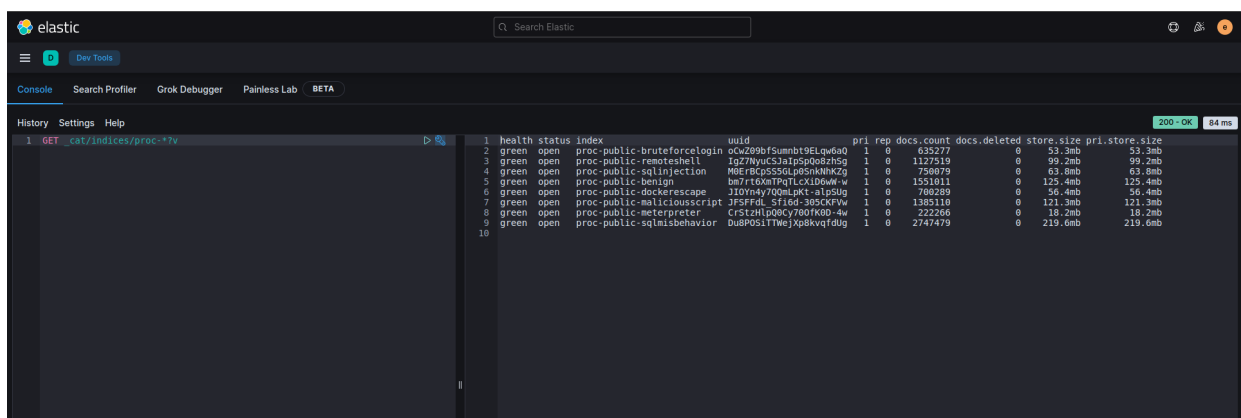 elastic
Search Elastic
e
D Dev Tools
Console Search Profiler Grok Debugger Painless Lab BETA
History Settings Help
200 - OK 84 ms
1 GET _cat/indices/proc-*?v
1 health status index uuid pri rep docs.count docs.deleted store.size pri.store.size
2 green open proc-public-bruteforcelogin oCwZ09bfSumnbt9ELqw6aQ 1 0 635277 0 53.3mb 53.3mb
3 green open proc-public-remoteshell IgZ7NyuCSJaIpSpQo8zhSg 1 0 1127519 0 99.2mb 99.2mb
4 green open proc-public-sqlinjection M0ErBCpSS5GLp0SnkNhKZg 1 0 750079 0 63.8mb 63.8mb
5 green open proc-public-benign bm7rt6XmTPqTLcXiD6wW-w 1 0 1551011 0 125.4mb 125.4mb
6 green open proc-public-dockerescape JIOYn4y7QQmLpKt-alpSUg 1 0 700289 0 56.4mb 56.4mb
7 green open proc-public-maliciousscript JFSFFdL_Sfi6d-305CKFVw 1 0 1385110 0 121.3mb 121.3mb
8 green open proc-public-meterpreter CrStzHlpQ0Cy70OfK0D-4w 1 0 222266 0 18.2mb 18.2mb
9 green open proc-public-sqlmisbehavior Du8POSiTTWejXp8kvqfdUg 1 0 2747479 0 219.6mb 219.6mb
10